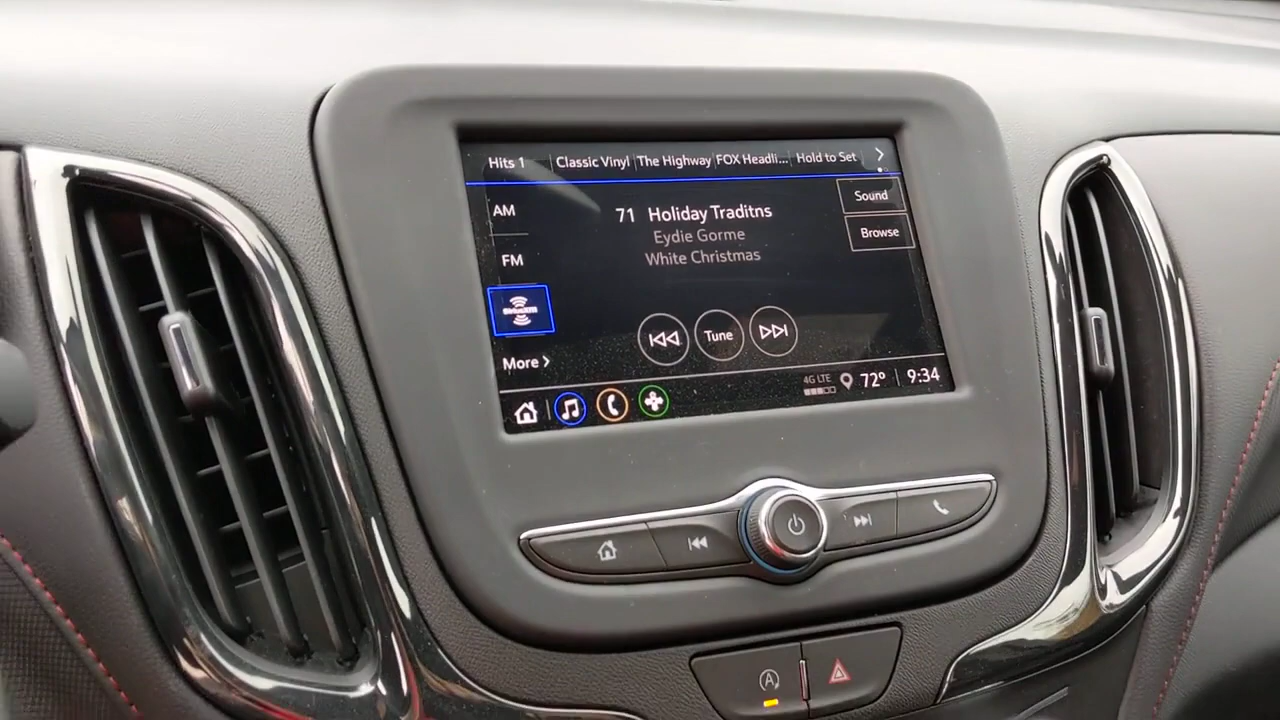 Hits 1 Classic Vinyl The Highway FOX Headli... Hold to Set
AM
71 Holiday Traditns
Sound
Eydie Gorme
Browse
White Christmas
FM
SiriusXM
Tune
More
4G LTE 72° 9:34
A